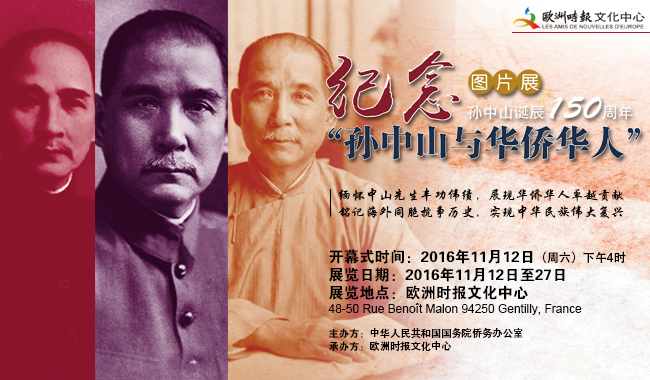 欧洲时报文化中心
LES AMIS DE NOUVELLES D'EUROPE
纪念
图片展
孙中山诞辰150周年
“孙中山与华侨华人”
缅怀中山先生丰功伟绩，展现华侨华人卓越贡献
铭记海外同胞抗争历史，实现中华民族伟大复兴
开幕式时间：2016年11月12日（周六）下午4时
展览日期：2016年11月12日至27日
展览地点：欧洲时报文化中心
48-50 Rue Benoît Malon 94250 Gentilly, France
主办方：中华人民共和国国务院侨务办公室
承办方：欧洲时报文化中心